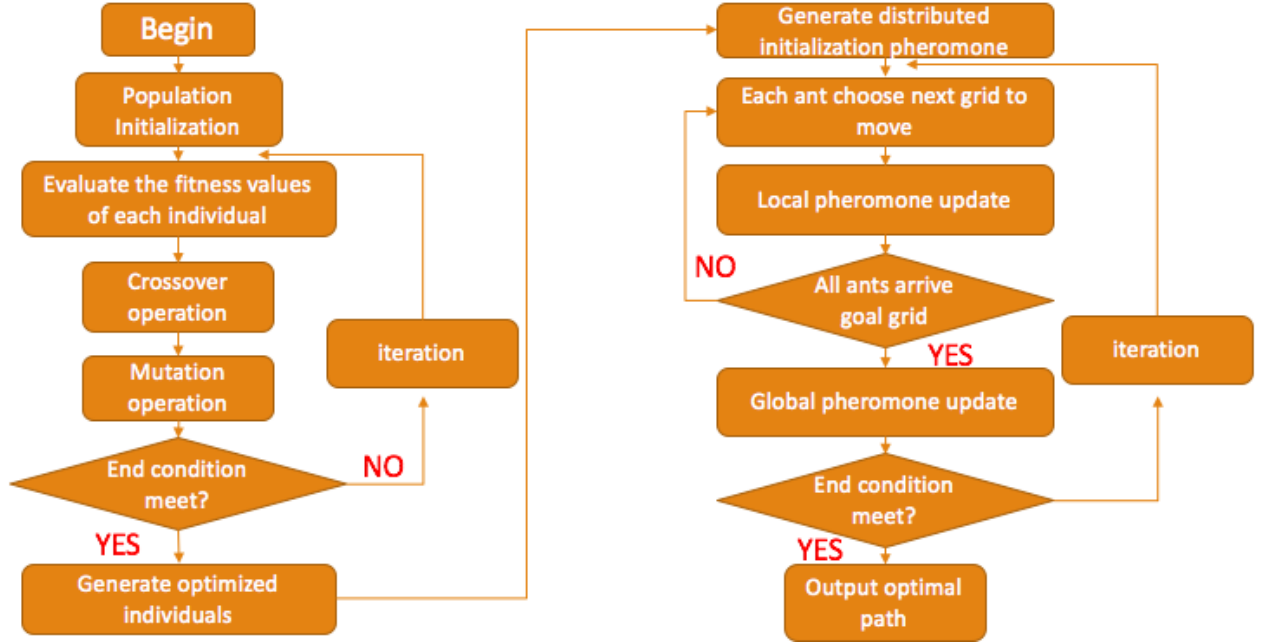 Begin
Population
Initialization
Evaluate the fitness values
of each individual
Crossover
operation
Mutation
operation
iteration
End condition
meet?
NO
YES
Generate optimized
individuals
Generate distributed
initialization pheromone
Each ant choose next grid to
move
Local pheromone update
NO
All ants arrive
goal grid
YES
iteration
Global pheromone update
End condition
meet?
YES
Output optimal
path